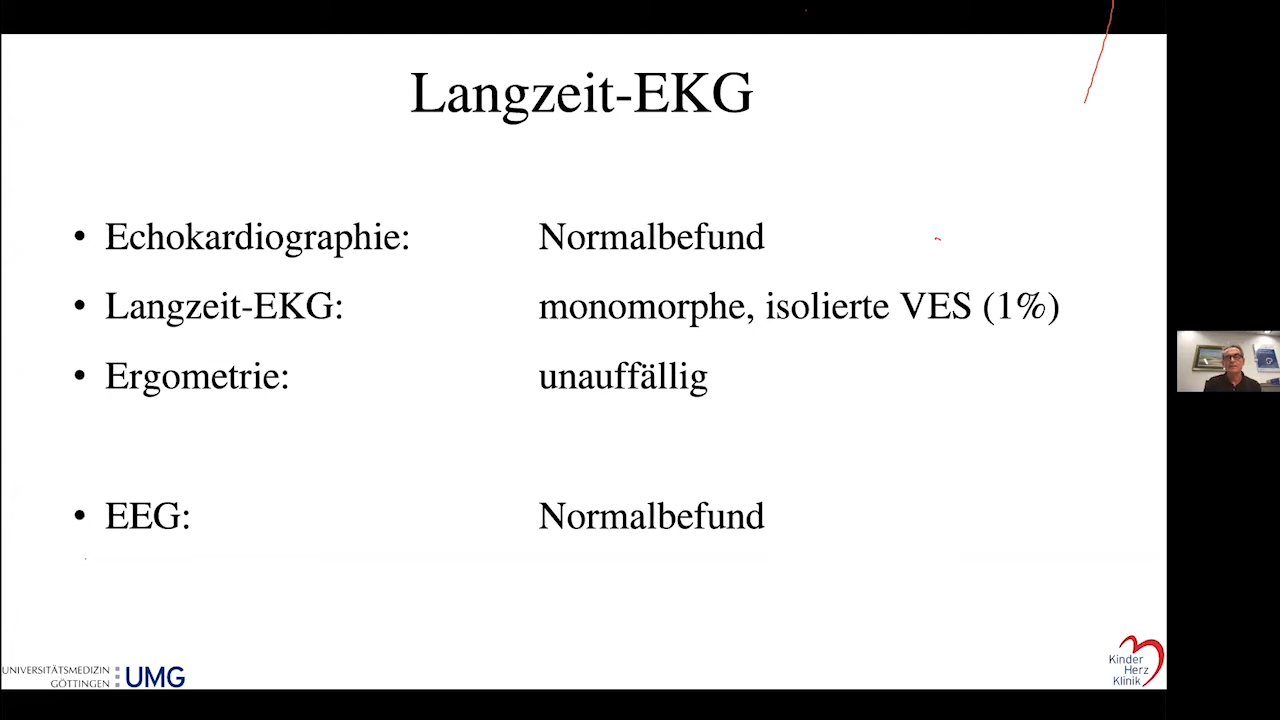 Langzeit-EKG
• Echokardiographie: Normalbefund
• Langzeit-EKG: monomorphe, isolierte VES (1%)
• Ergometrie: unauffällig
• EEG: Normalbefund
UNIVERSITÄTSMEDIZIN
GÖTTINGEN
UMG
Kinder
Herz
Klinik